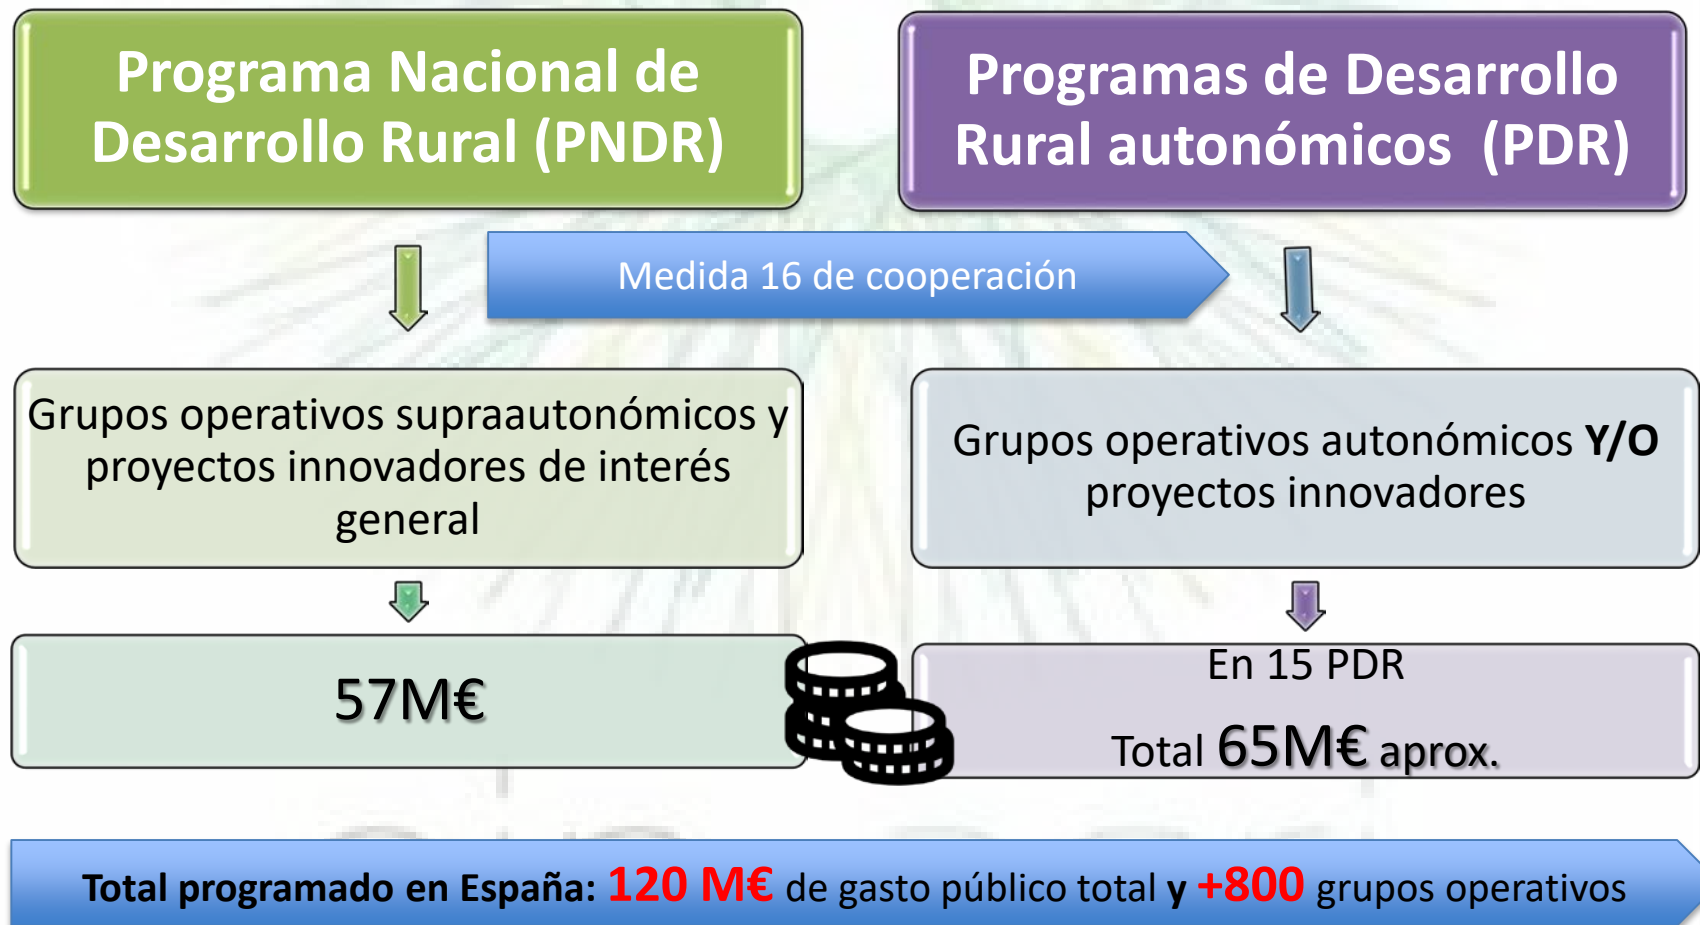 Programa Nacional de
Desarrollo Rural (PNDR)
Programas de Desarrollo
Rural autonómicos (PDR)
Medida 16 de cooperación
Grupos operativos supraautonómicos y
proyectos innovadores de interés
general
Grupos operativos autonómicos Y/O
proyectos innovadores
57M€
En 15 PDR
Total 65M€ aprox.
Total programado en España: 120 M€ de gasto público total y +800 grupos operativos